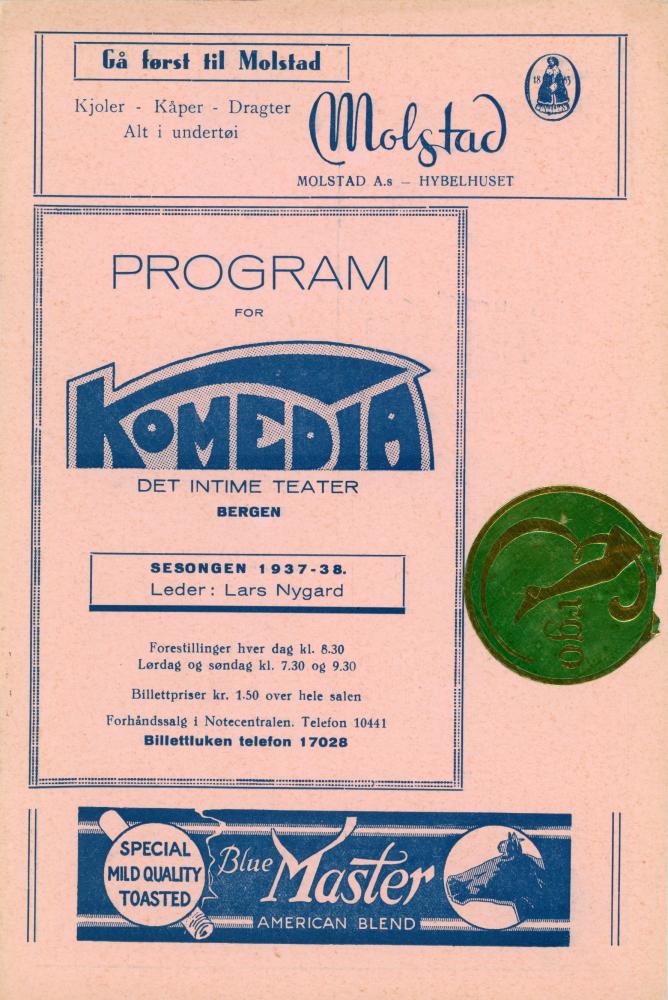 Gå først til Molstad
Kjoler - Kåper - Dragter
Alt i undertøi
Molstad
1883
MOLSTAD A.s — HYBELHUSET
PROGRAM
FOR
KOMEDIA
DET INTIME TEATER
BERGEN
SESONGEN 1937-38.
Leder: Lars Nygard
Forestillinger hver dag kl. 8.30
Lørdag og søndag kl. 7.30 og 9.30
Billettpriser kr. 1.50 over hele salen
Forhåndssalg i Notecentralen. Telefon 10441
Billettluken telefon 17028
SPECIAL
MILD QUALITY
TOASTED
Blue Master
AMERICAN BLEND